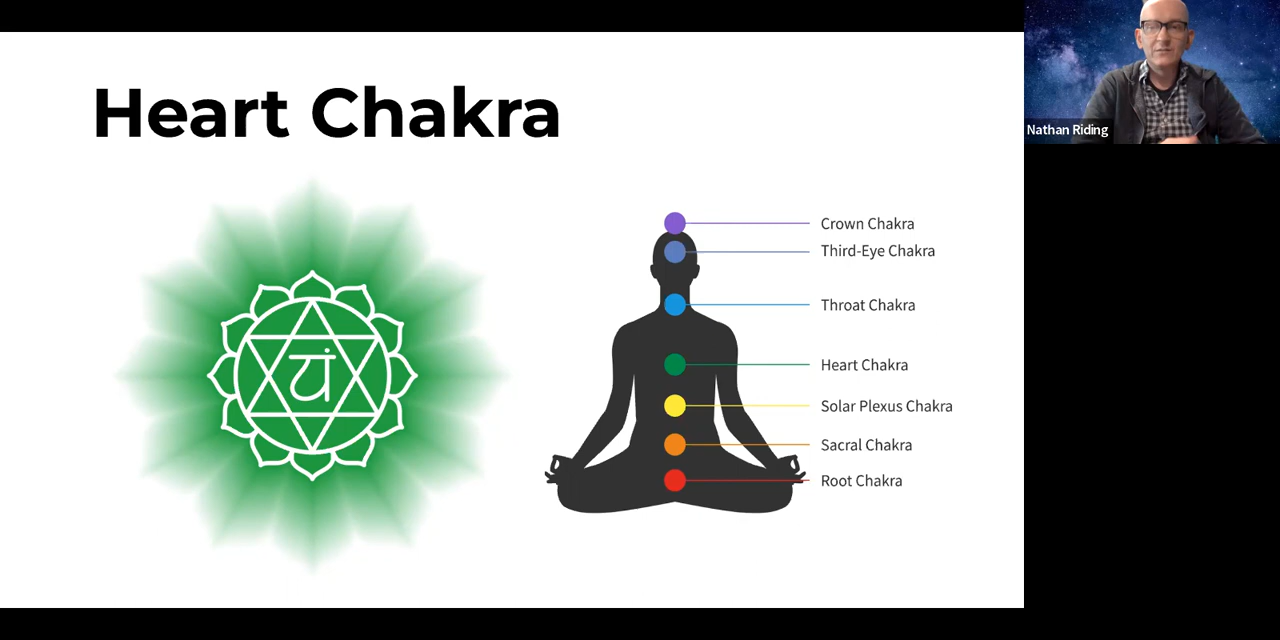 Heart Chakra
यं
Crown Chakra
Third-Eye Chakra
Throat Chakra
Heart Chakra
Solar Plexus Chakra
Sacral Chakra
Root Chakra
Nathan Riding